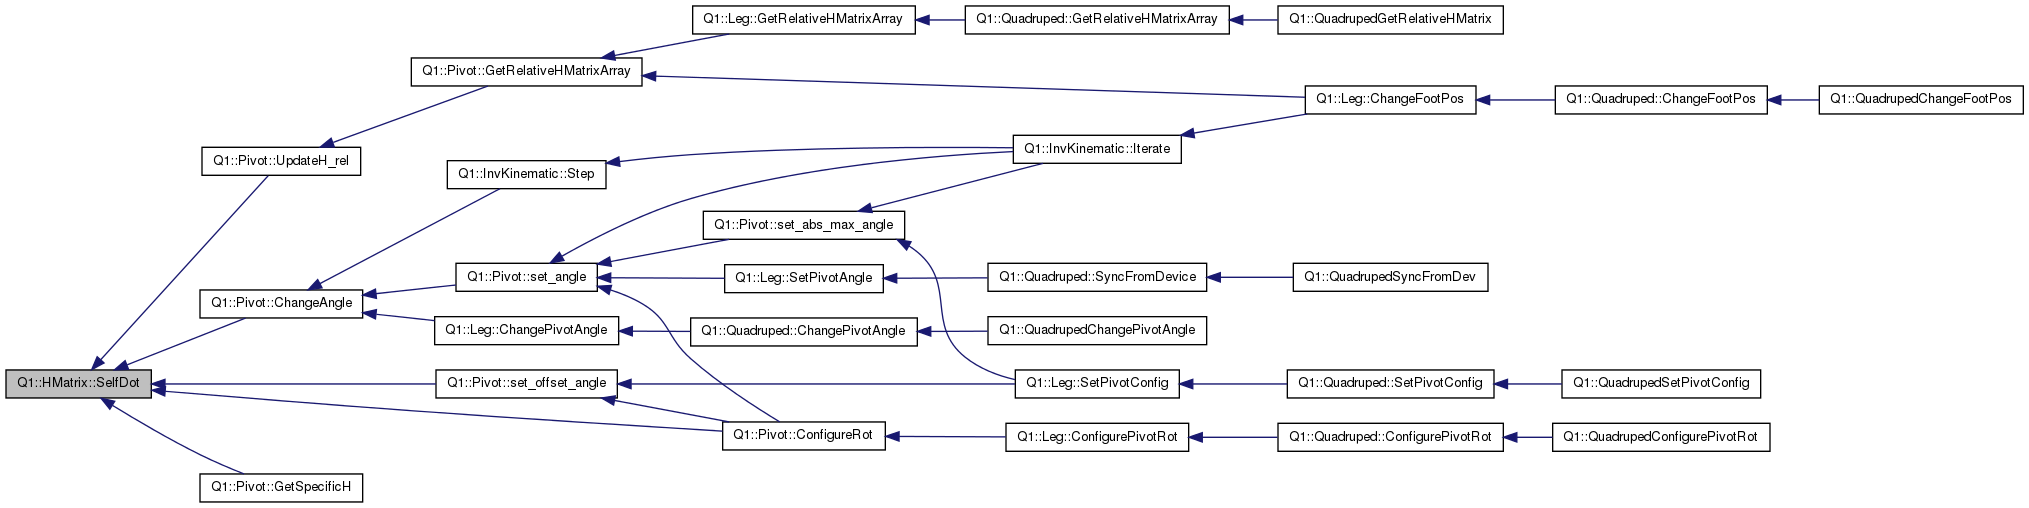 Q1::Leg::GetRelativeHMatrixArray
Q1::Quadruped::GetRelativeHMatrixArray
Q1::QuadrupedGetRelativeHMatrix
Q1::Pivot::GetRelativeHMatrixArray
Q1::Leg::ChangeFootPos
Q1::Quadruped::ChangeFootPos
Q1::QuadrupedChangeFootPos
Q1::Pivot::UpdateH_rel
Q1::InvKinematic::Iterate
Q1::InvKinematic::Step
Q1::Pivot::set_abs_max_angle
Q1::Pivot::set_angle
Q1::Leg::SetPivotAngle
Q1::Quadruped::SyncFromDevice
Q1::QuadrupedSyncFromDev
Q1::Pivot::ChangeAngle
Q1::Leg::ChangePivotAngle
Q1::Quadruped::ChangePivotAngle
Q1::QuadrupedChangePivotAngle
Q1::HMatrix::SelfDot
Q1::Pivot::set_offset_angle
Q1::Leg::SetPivotConfig
Q1::Quadruped::SetPivotConfig
Q1::QuadrupedSetPivotConfig
Q1::Pivot::ConfigureRot
Q1::Leg::ConfigurePivotRot
Q1::Quadruped::ConfigurePivotRot
Q1::QuadrupedConfigurePivotRot
Q1::Pivot::GetSpecificH